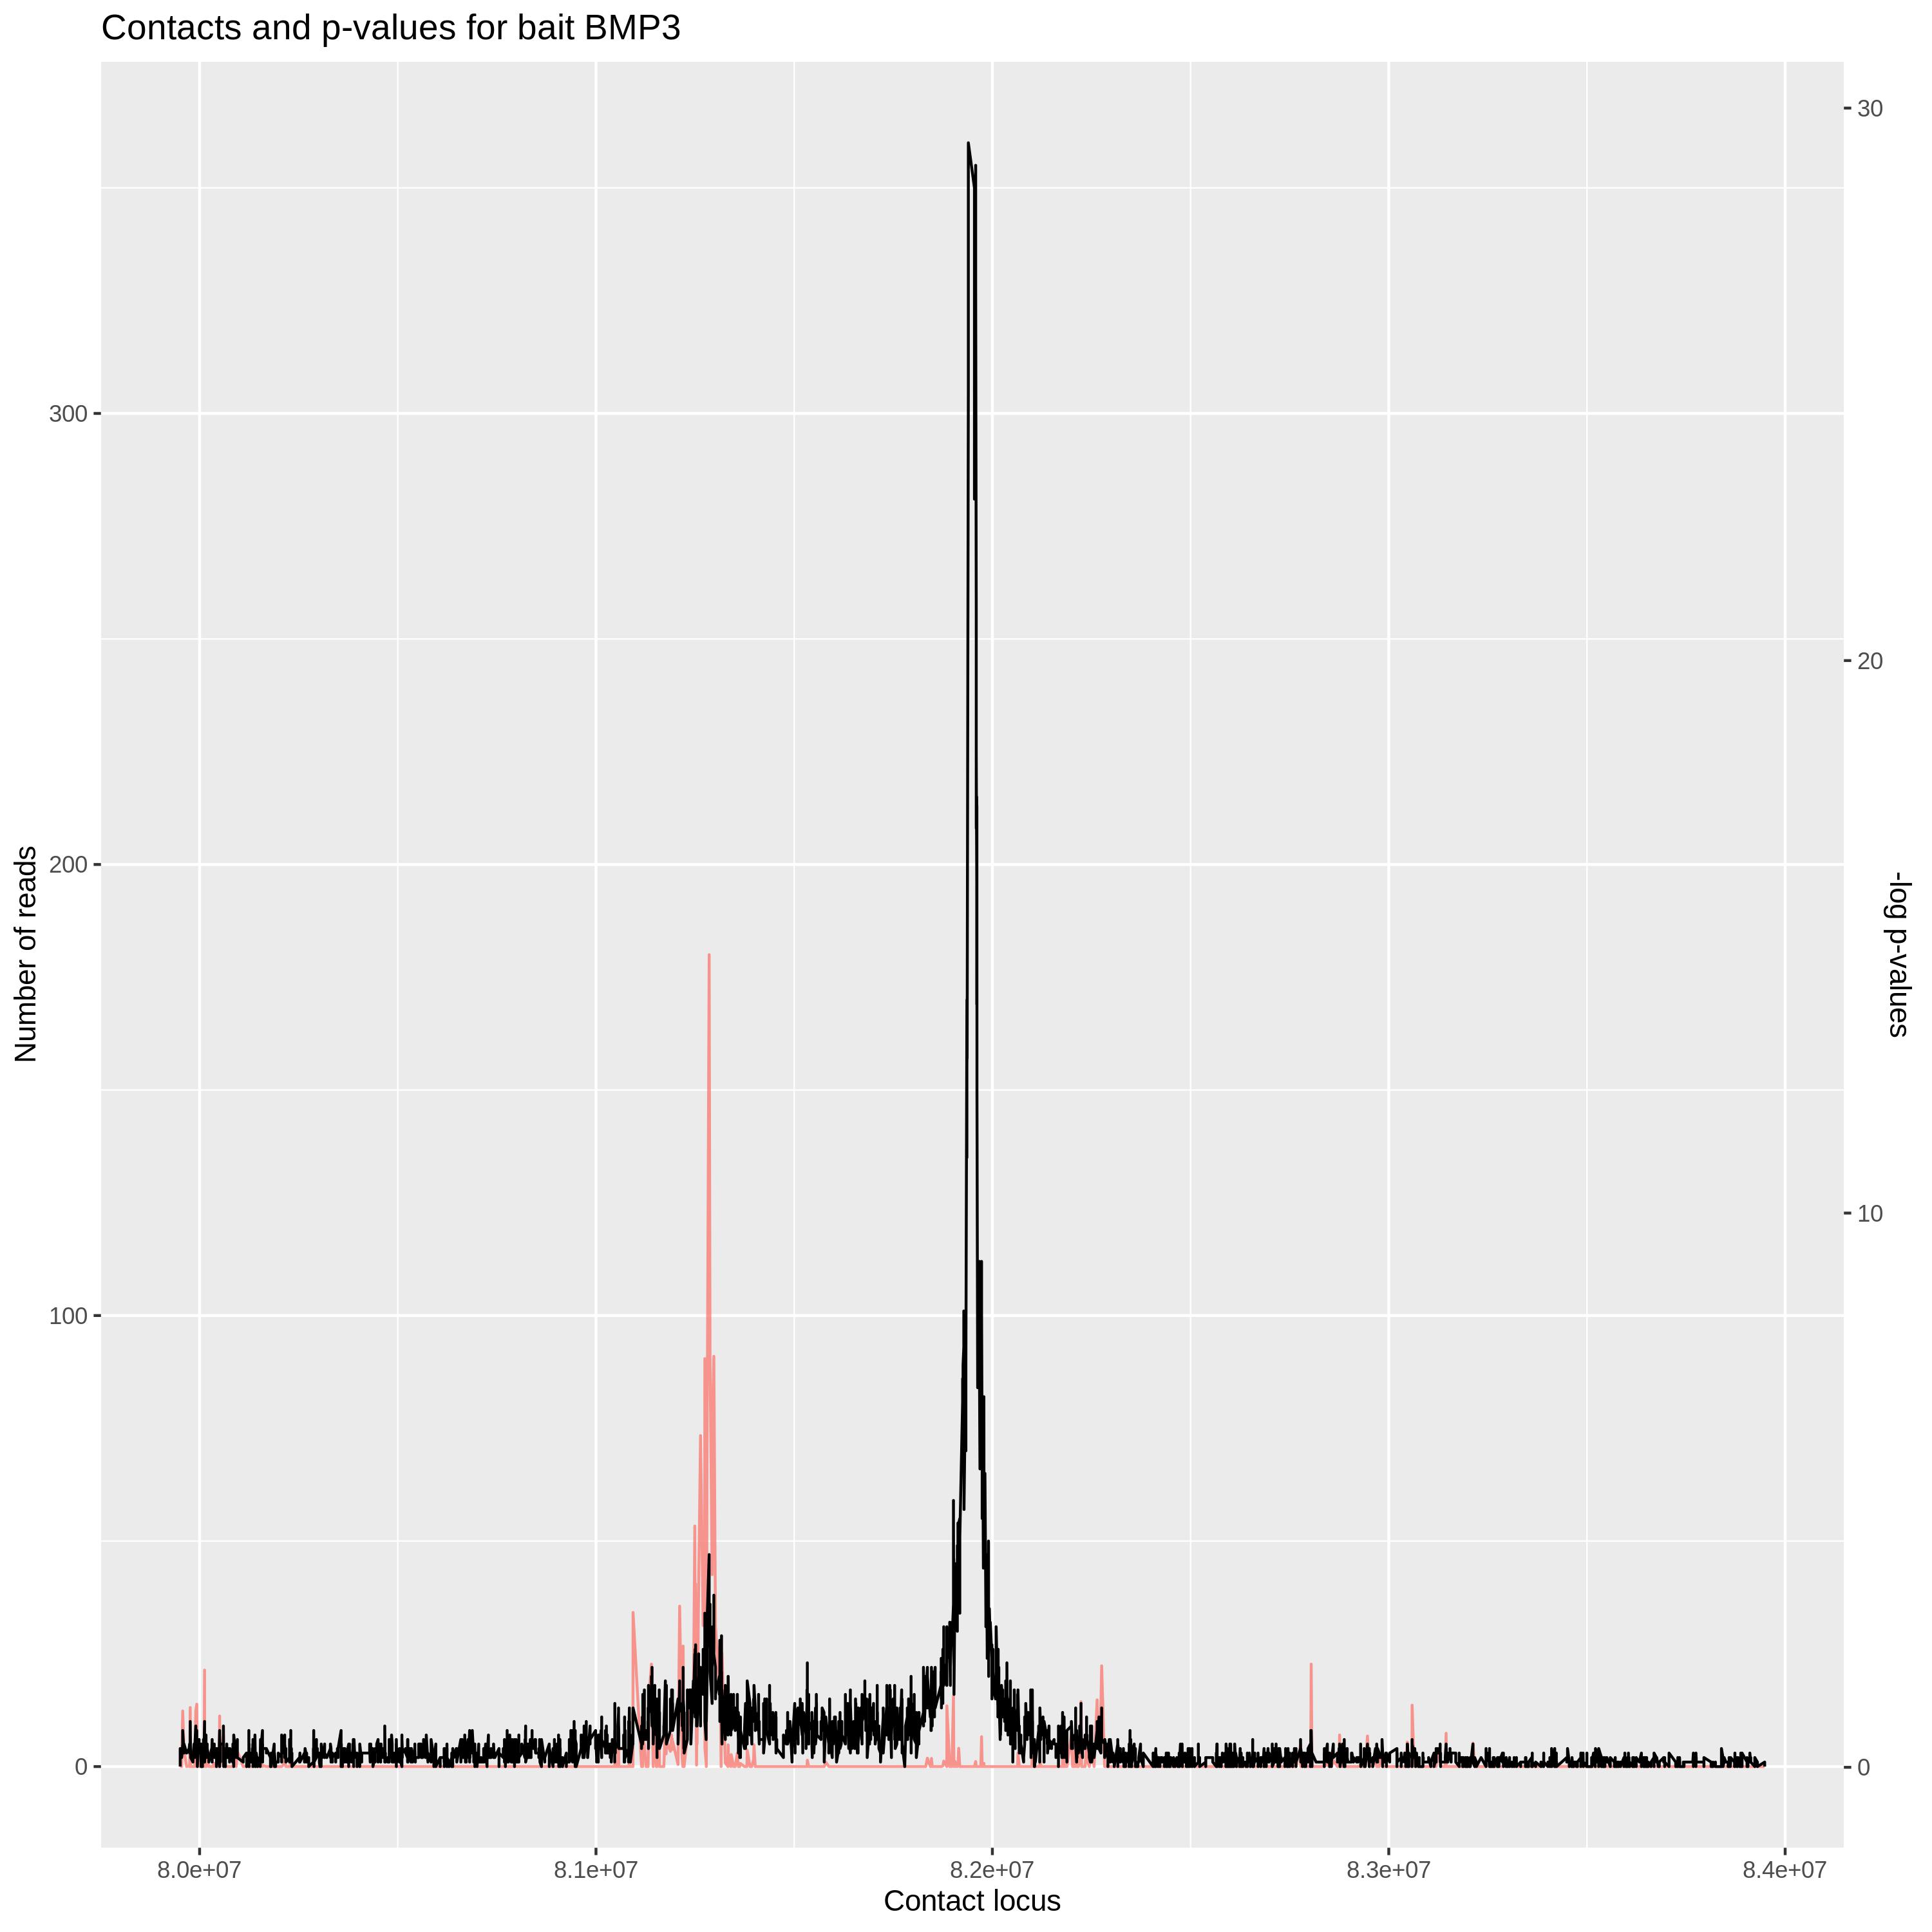 Contacts and p-values for bait BMP3
Number of reads
300
200
100
0
30
20
10
0
-log p-values
8.0e+07
8.1e+07
8.2e+07
8.3e+07
8.4e+07
Contact locus